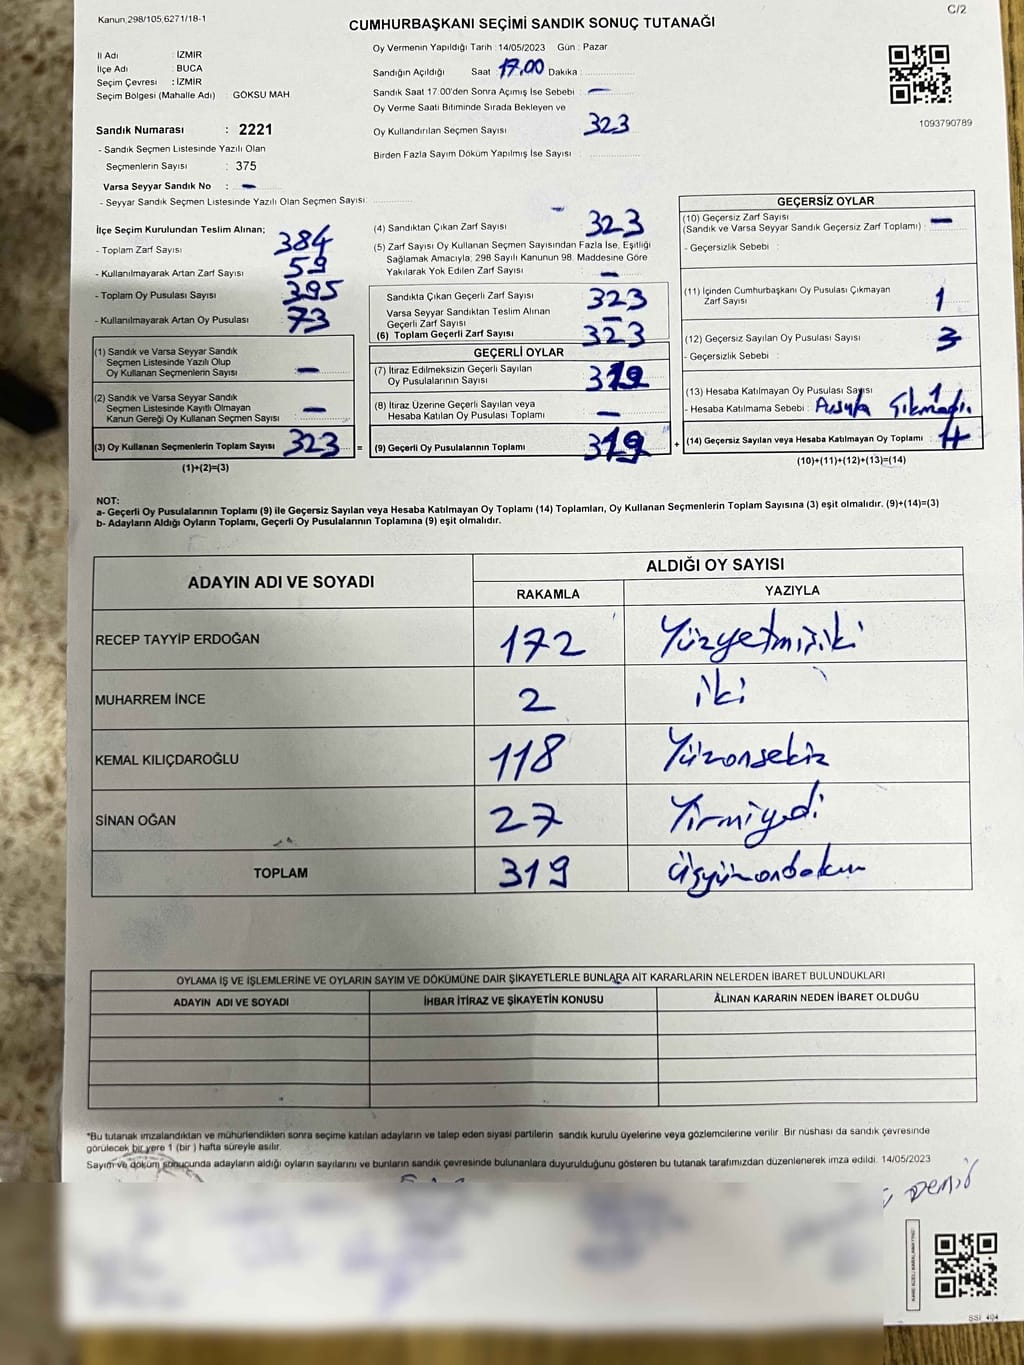 Kanun,298/105,6271/18-1
C/2
CUMHURBAŞKANI SEÇİMİ SANDIK SONUÇ TUTANAĞI
İl Adı : İZMİR
İlçe Adı : BUCA
Seçim Çevresi : İZMİR
Seçim Bölgesi (Mahalle Adı) : GÖKSU MAH.
Sandık Numarası : 2221
- Sandık Seçmen Listesinde Yazılı Olan
Seçmenlerin Sayısı : 375
Varsa Seyyar Sandık No : -
- Seyyar Sandık Seçmen Listesinde Yazılı Olan Seçmen Sayısı:
Oy Vermenin Yapıldığı Tarih : 14/05/2023 Gün : Pazar
Sandığın Açıldığı Saat 17.00 Dakika :
Sandık Saat 17.00'den Sonra Açımış İse Sebebi : -
Oy Verme Saati Bitiminde Sırada Bekleyen ve
Oy Kullandırılan Seçmen Sayısı : 323
Birden Fazla Sayım Döküm Yapılmış İse Sayısı :
1093790789
İlçe Seçim Kurulundan Teslim Alınan;
- Toplam Zarf Sayısı 384
- Kullanılmayarak Artan Zarf Sayısı 59
- Toplam Oy Pusulası Sayısı 395
- Kullanılmayarak Artan Oy Pusulası 73
(1) Sandık ve Varsa Seyyar Sandık
Seçmen Listesinde Yazılı Olup
Oy Kullanan Seçmenlerin Sayısı -
(2) Sandık ve Varsa Seyyar Sandık
Seçmen Listesinde Kayıtlı Olmayan
Kanun Gereği Oy Kullanan Seçmen Sayısı -
(3) Oy Kullanan Seçmenlerin Toplam Sayısı 323 =
(1)+(2)=(3)
(4) Sandıktan Çıkan Zarf Sayısı 323
(5) Zarf Sayısı Oy Kullanan Seçmen Sayısından Fazla İse, Eşitliği
Sağlamak Amacıyla; 298 Sayılı Kanunun 98. Maddesine Göre
Yakılarak Yok Edilen Zarf Sayısı -
Sandıkta Çıkan Geçerli Zarf Sayısı 323
Varsa Seyyar Sandıktan Teslim Alınan
Geçerli Zarf Sayısı -
(6) Toplam Geçerli Zarf Sayısı 323
GEÇERLİ OYLAR
(7) İtiraz Edilmeksizin Geçerli Sayılan
Oy Pusulalarının Sayısı 319
(8) İtiraz Üzerine Geçerli Sayılan veya
Hesaba Katılan Oy Pusulası Toplamı -
(9) Geçerli Oy Pusulalarının Toplamı 319 +
GEÇERSİZ OYLAR
(10) Geçersiz Zarf Sayısı
(Sandık ve Varsa Seyyar Sandık Geçersiz Zarf Toplamı) : -
- Geçersizlik Sebebi :
(11) İçinden Cumhurbaşkanı Oy Pusulası Çıkmayan
Zarf Sayısı 1
(12) Geçersiz Sayılan Oy Pusulası Sayısı 3
- Geçersizlik Sebebi :
(13) Hesaba Katılmayan Oy Pusulası Sayısı 1
- Hesaba Katılmama Sebebi : Pusula Çıkmadı.
(14) Geçersiz Sayılan veya Hesaba Katılmayan Oy Toplamı : 4
(10)+(11)+(12)+(13)=(14)
NOT:
a- Geçerli Oy Pusulalarının Toplamı (9) ile Geçersiz Sayılan veya Hesaba Katılmayan Oy Toplamı (14) Toplamları, Oy Kullanan Seçmenlerin Toplam Sayısına (3) eşit olmalıdır. (9)+(14)=(3)
b- Adayların Aldığı Oyların Toplamı, Geçerli Oy Pusulalarının Toplamına (9) eşit olmalıdır.
ADAYIN ADI VE SOYADI
ALDIĞI OY SAYISI
RAKAMLA YAZIYLA
RECEP TAYYİP ERDOĞAN 172 Yüzyetmişiki
MUHARREM İNCE 2 iki
KEMAL KILIÇDAROĞLU 118 Yüzonsekiz
SİNAN OĞAN 27 Yirmiyedi
TOPLAM 319 Üçyüzondokuz
OYLAMA İŞ VE İŞLEMLERİNE VE OYLARIN SAYIM VE DÖKÜMÜNE DAİR ŞİKAYETLERLE BUNLARA AİT KARARLARIN NELERDEN İBARET BULUNDUKLARI
ADAYIN ADI VE SOYADI İHBAR İTİRAZ VE ŞİKAYETİN KONUSU ALINAN KARARIN NEDEN İBARET OLDUĞU
*Bu tutanak imzalandıktan ve mühürlendikten sonra seçime katılan adayların ve talep eden siyasi partilerin sandık kurulu üyelerine veya gözlemcilerine verilir. Bir nüshası da sandık çevresinde
görülecek bir yere 1 (bir) hafta süreyle asılır.
Sayım ve döküm sonucunda adayların aldığı oyların sayılarını ve bunların sandık çevresinde bulunanlara duyurulduğunu gösteren bu tutanak tarafımızdan düzenlenerek imza edildi. 14/05/2023